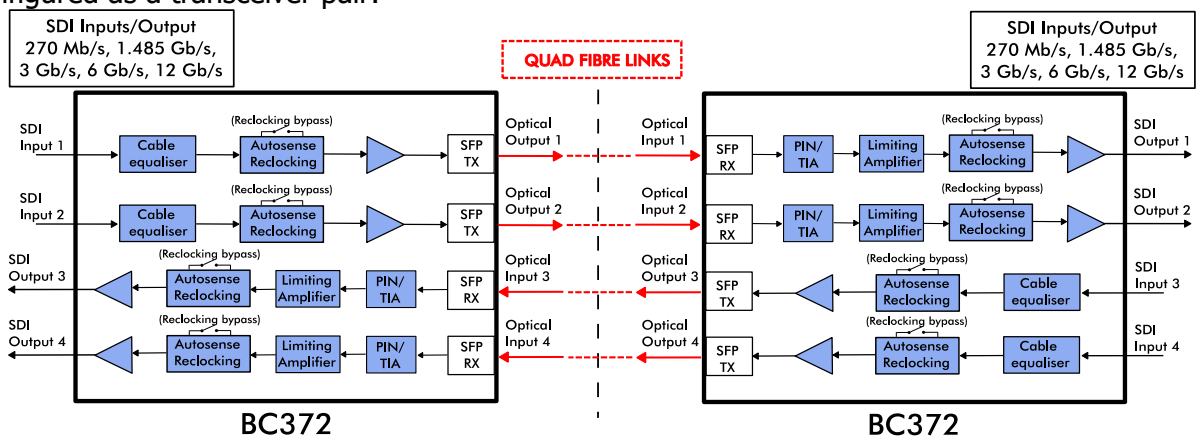 ingured as a transceiver pair.
SDI Inputs/Output
270 Mb/s, 1.485 Gb/s,
3 Gb/s, 6 Gb/s, 12 Gb/s
QUAD FIBRE LINKS
SDI Inputs/Output
270 Mb/s, 1.485 Gb/s,
3 Gb/s, 6 Gb/s, 12 Gb/s
SDI
Input 1
Cable
equaliser
(Reclocking bypass)
Autosense
Reclocking
SFP
TX
Optical
Output 1
Optical
Input 1
SFP
RX
PIN/
TIA
Limiting
Amplifier
(Reclocking bypass)
Autosense
Reclocking
SDI
Output 1
SDI
Input 2
Cable
equaliser
(Reclocking bypass)
Autosense
Reclocking
SFP
TX
Optical
Output 2
Optical
Input 2
SFP
RX
PIN/
TIA
Limiting
Amplifier
(Reclocking bypass)
Autosense
Reclocking
SDI
Output 2
SDI
Output 3
(Reclocking bypass)
Autosense
Reclocking
Limiting
Amplifier
PIN/
TIA
SFP
RX
Optical
Input 3
Optical
Output 3
SFP
TX
(Reclocking bypass)
Autosense
Reclocking
Cable
equaliser
SDI
Input 3
SDI
Output 4
(Reclocking bypass)
Autosense
Reclocking
Limiting
Amplifier
PIN/
TIA
SFP
RX
Optical
Input 4
Optical
Output 4
SFP
TX
(Reclocking bypass)
Autosense
Reclocking
Cable
equaliser
SDI
Input 4
BC372
BC372